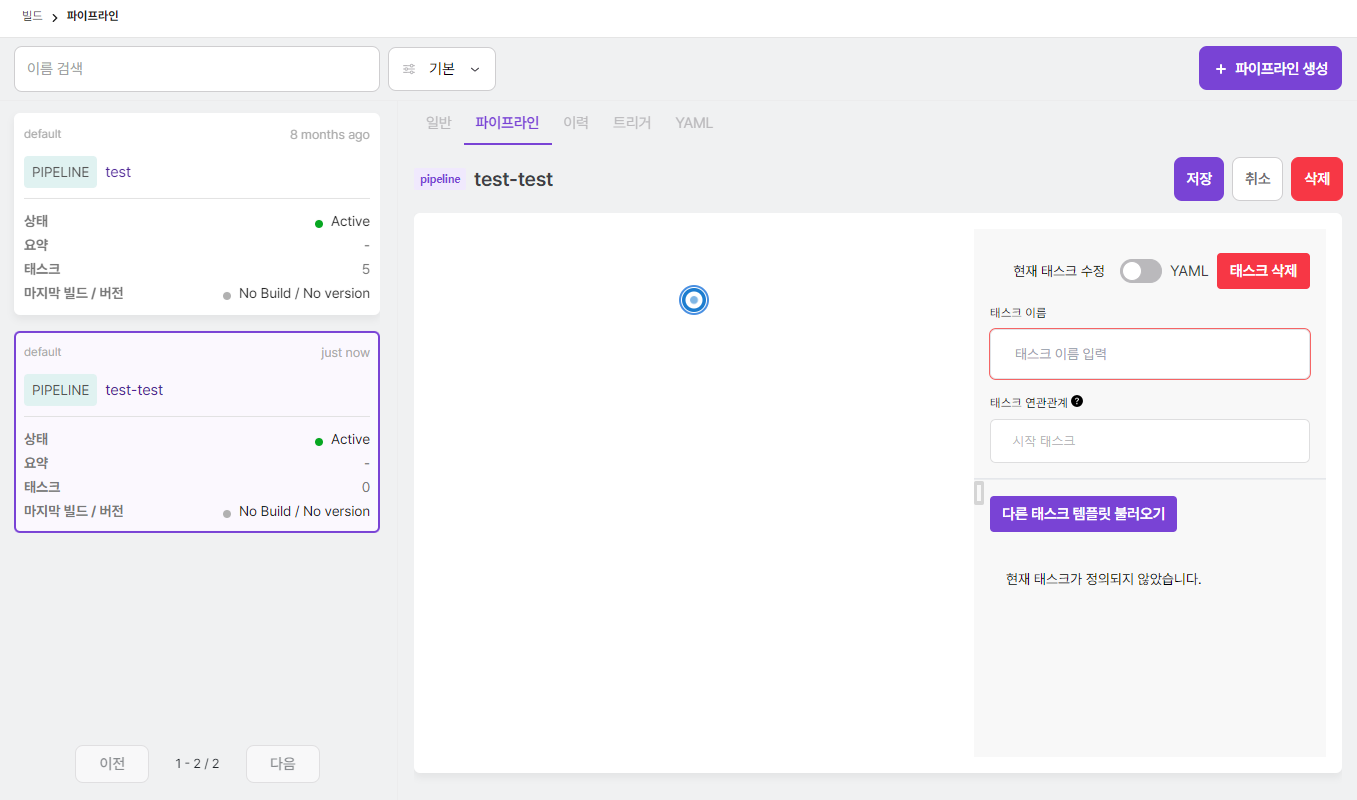 빌드 > 파이프라인
이름 검색
기본
+ 파이프라인 생성
default 8 months ago
PIPELINE test
상태 Active
요약 -
태스크 5
마지막 빌드 / 버전 No Build / No version
default just now
PIPELINE test-test
상태 Active
요약 -
태스크 0
마지막 빌드 / 버전 No Build / No version
이전 1 - 2 / 2 다음
일반 파이프라인 이력 트리거 YAML
pipeline test-test
저장 취소 삭제
현재 태스크 수정 YAML 태스크 삭제
태스크 이름
태스크 이름 입력
태스크 연관관계 ?
시작 태스크
다른 태스크 템플릿 불러오기
현재 태스크가 정의되지 않았습니다.